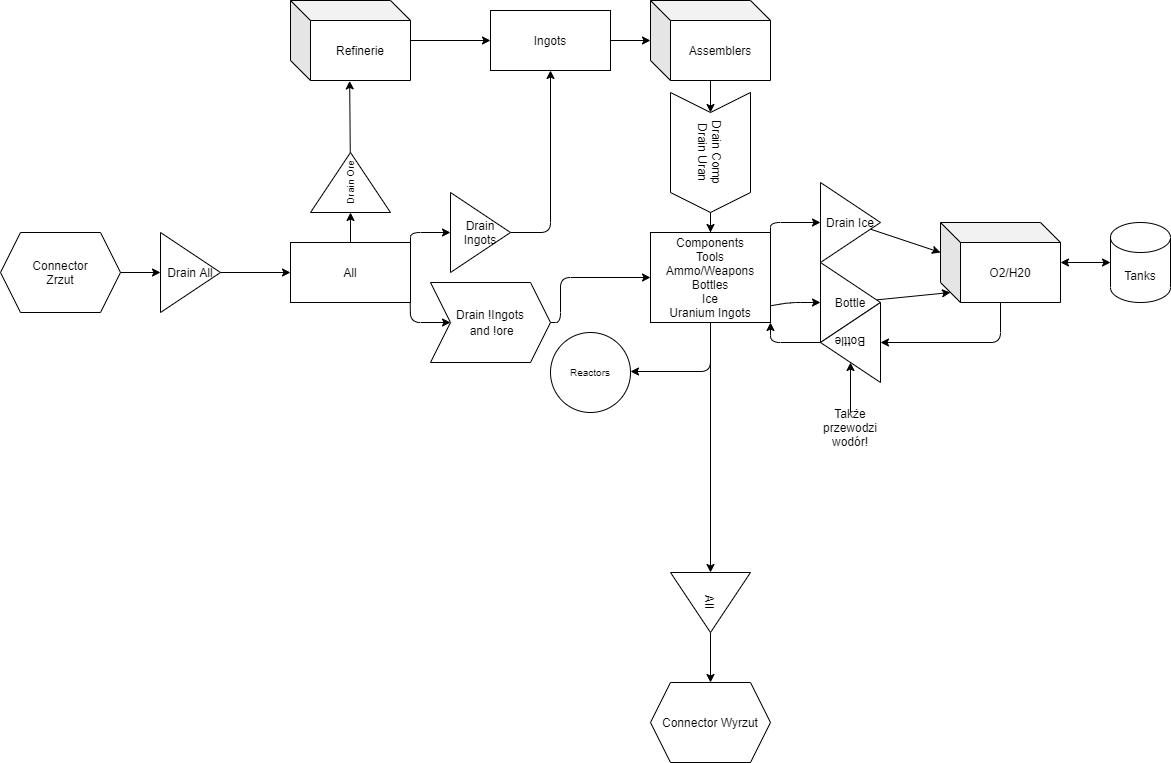 Refinerie
Ingots
Assemblers
Drain Comp
Drain Uran
Drain Ore
Drain
Ingots
Connector
Zrzut
Drain All
All
Drain !Ingots
and !ore
Components
Tools
Ammo/Weapons
Bottles
Ice
Uranium Ingots
Drain Ice
Bottle
Bottle
O2/H20
Tanks
Reactors
Także
przewodzi
wodór!
All
Connector Wyrzut